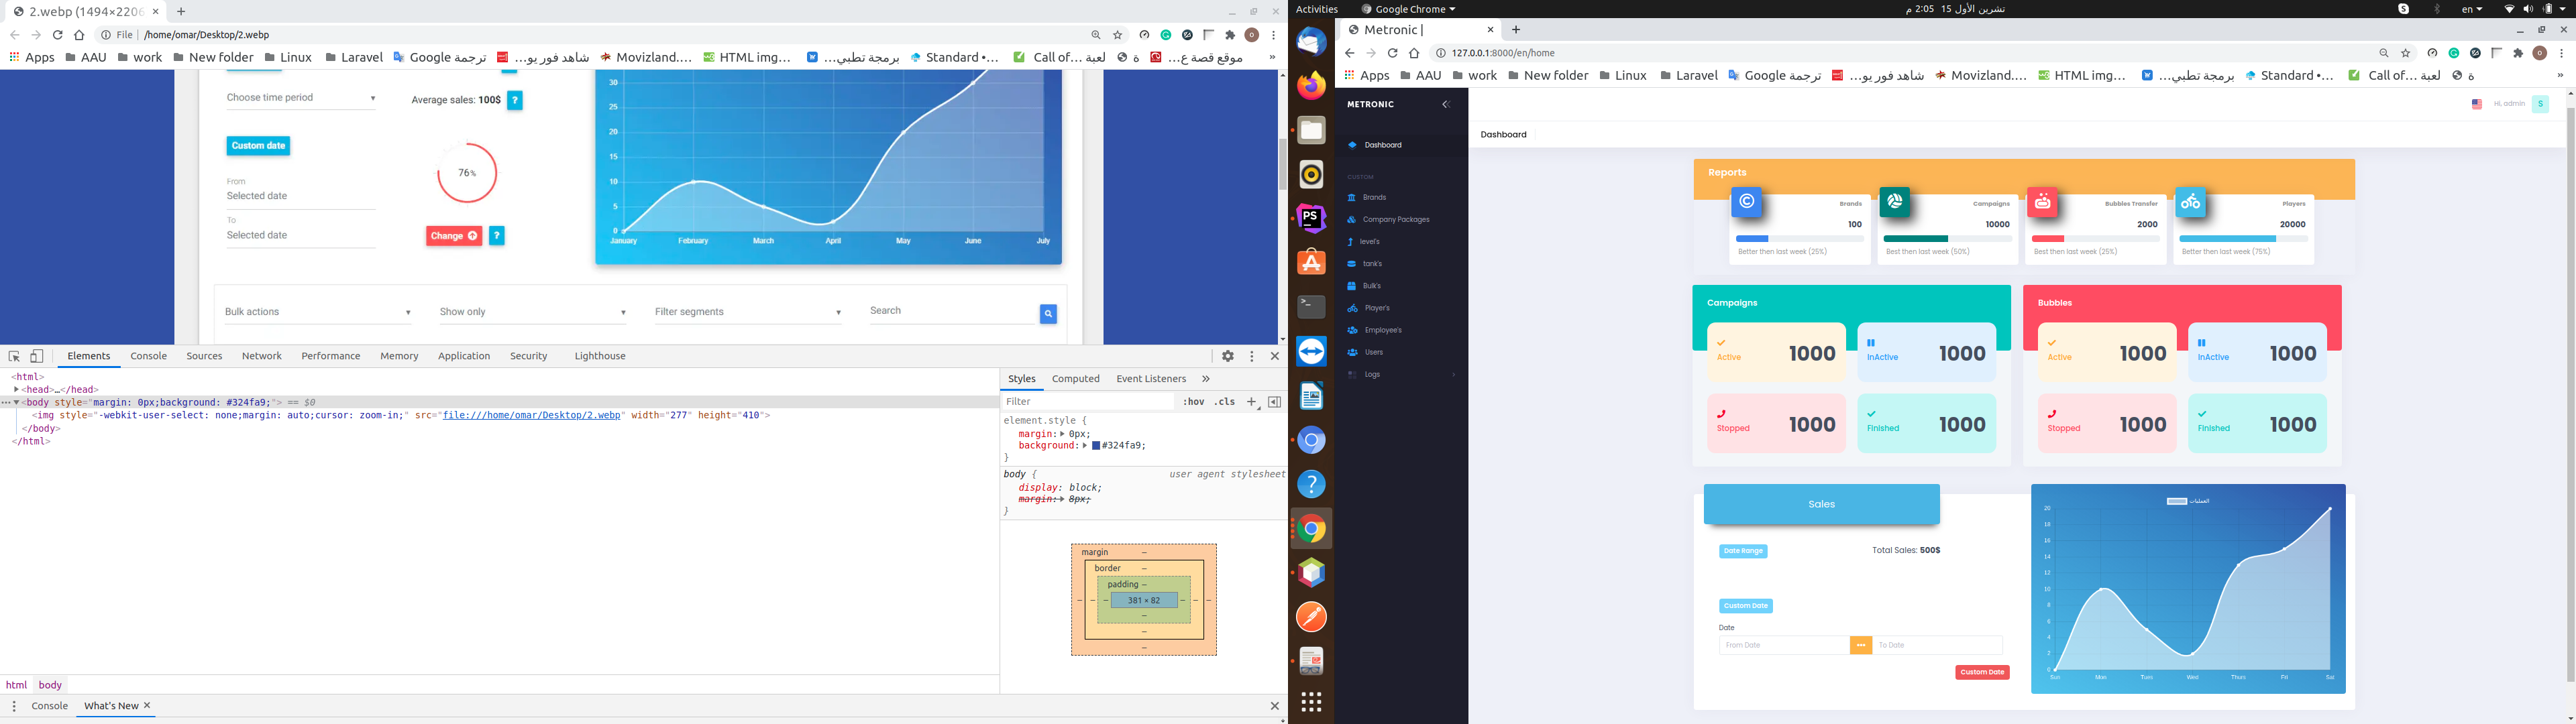 2.webp (1494×2206
File | /home/omar/Desktop/2.webp
Apps AAU work New folder Linux Laravel Google ترجمة شاهد فور يو... Movizland.... HTML img... برمجة تطبي... Standard •... Call of... لعبة ة موقع قصة ع... »
Choose time period
Average sales: 100$ ?
Custom date
76%
From
Selected date
To
Selected date
Change ?
30
25
20
15
10
5
0
January February March April May June July
Bulk actions Show only Filter segments Search
Elements Console Sources Network Performance Memory Application Security Lighthouse
<html>
<head>…</head>
<body style="margin: 0px;background: #324fa9;"> == $0
<img style="-webkit-user-select: none;margin: auto;cursor: zoom-in;" src="file:///home/omar/Desktop/2.webp" width="277" height="410">
</body>
</html>
html body
Styles Computed Event Listeners »
Filter :hov .cls +
element.style {
margin: 0px;
background: #324fa9;
}
body { user agent stylesheet
display: block;
margin: 8px;
}
margin –
border –
padding –
– – – 381 × 82 – – –
–
–
–
Console What's New ×
Activities Google Chrome تشرين الأول 15 2:05 م en
Metronic |
127.0.0.1:8000/en/home
Apps AAU work New folder Linux Laravel Google ترجمة شاهد فور يو... Movizland.... HTML img... برمجة تطبي... Standard •... Call of... لعبة ة »
METRONIC
Dashboard
CUSTOM
Brands
Company Packages
level's
tank's
Bulk's
Player's
Employee's
Users
Logs
Hi, admin S
Dashboard
Reports
Brands
100
Better then last week (25%)
Campaigns
10000
Best then last week (50%)
Bubbles Transfer
2000
Best then last week (25%)
Players
20000
Better then last week (75%)
Campaigns
Active 1000
InActive 1000
Stopped 1000
Finished 1000
Bubbles
Active 1000
InActive 1000
Stopped 1000
Finished 1000
Sales
Date Range
Total Sales: 500$
Custom Date
Date
From Date ... To Date
Custom Date
العمليات
20
18
16
14
12
10
8
6
4
2
0
Sun Mon Tues Wed Thurs Fri Sat